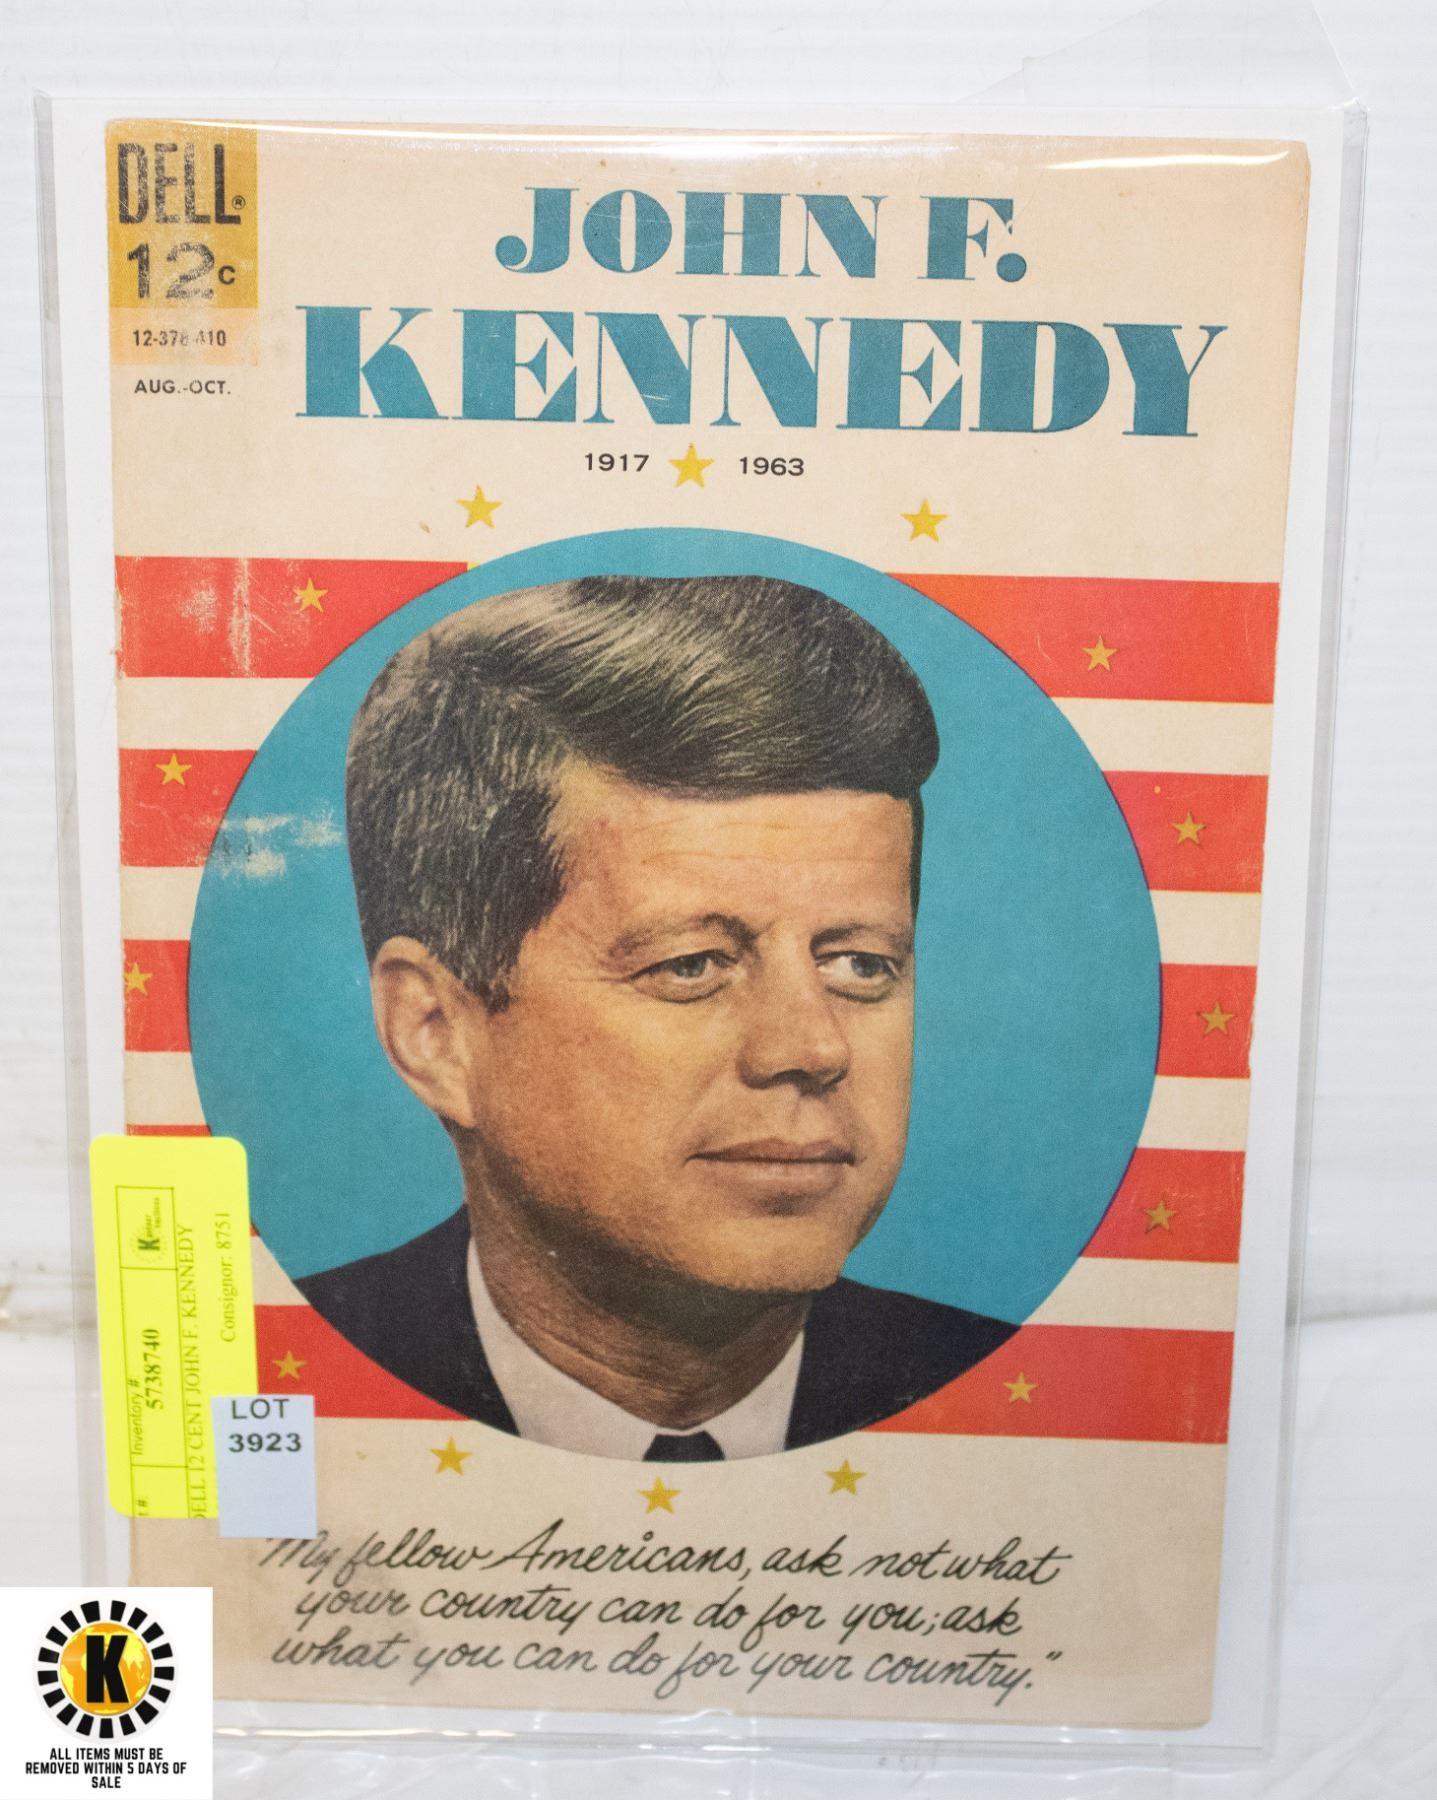 DELL®
12c
12-378-410
AUG.-OCT.
JOHN F.
KENNEDY
1917 1963
Inventory #
5738740
DELL 12 CENT JOHN F. KENNEDY
Consignor: 8751
LOT
3923
"My fellow Americans, ask not what
your country can do for you; ask
what you can do for your country."
K
ALL ITEMS MUST BE
REMOVED WITHIN 5 DAYS OF
SALE